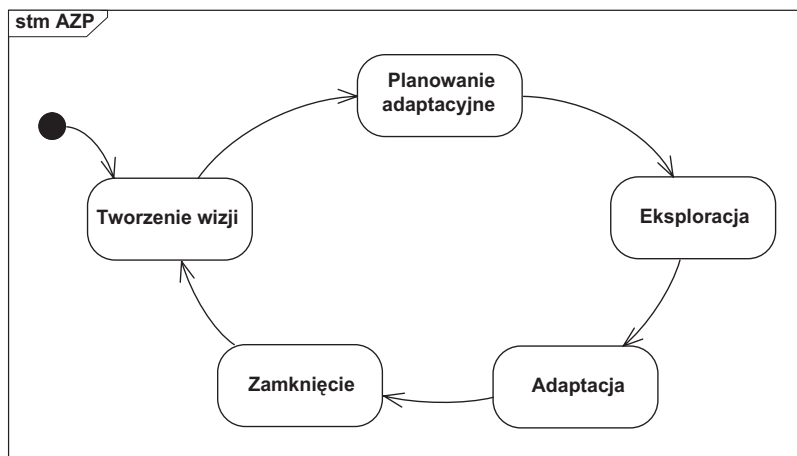 stm AZP
Planowanie
adaptacyjne
Tworzenie wizji
Eksploracja
Zamknięcie
Adaptacja